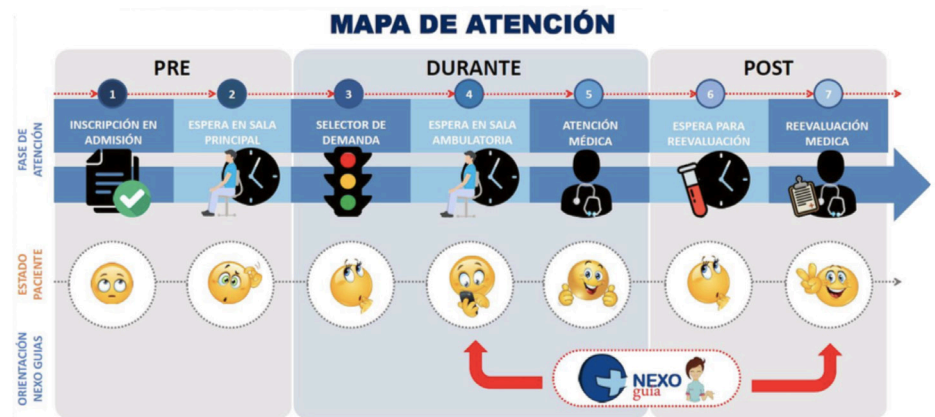 MAPA DE ATENCIÓN
PRE
DURANTE
POST
1
2
3
4
5
6
7
FASE DE
ATENCIÓN
INSCRIPCIÓN EN
ADMISIÓN
ESPERA EN SALA
PRINCIPAL
SELECTOR DE
DEMANDA
ESPERA EN SALA
AMBULATORIA
ATENCIÓN
MÉDICA
ESPERA PARA
REEVALUACIÓN
REEVALUACIÓN
MEDICA
ESTADO
PACIENTE
ORIENTACIÓN
NEXO GUIAS
NEXO
guía